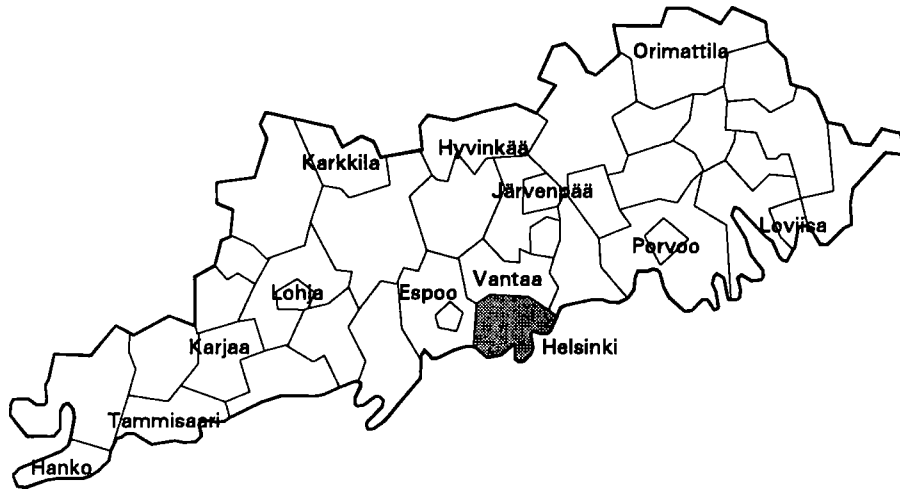 Orimattila
Hyvinkää
Karkkila
Järvenpää
Loviisa
Porvoo
Vantaa
Espoo
Lohja
Helsinki
Karjaa
Tammisaari
Hanko